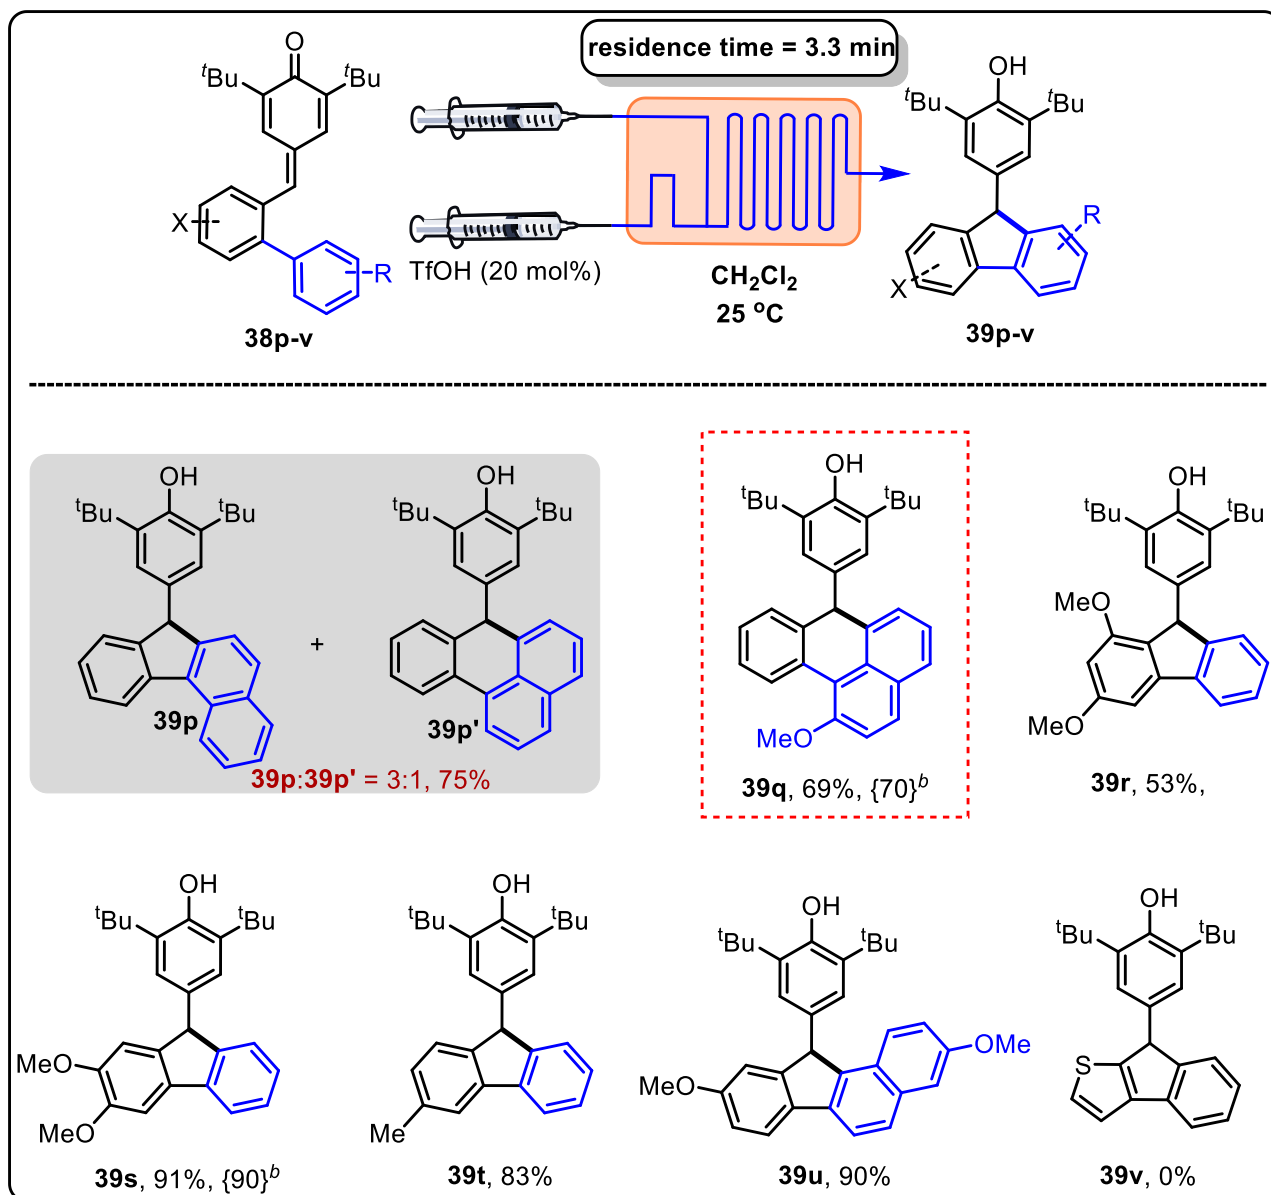 residence time = 3.3 min
O
tBu
tBu
X
R
38p-v
TfOH (20 mol%)
CH2Cl2
25 oC
OH
tBu
tBu
R
X
39p-v
OH
tBu
tBu
39p
+
OH
tBu
tBu
39p'
39p:39p' = 3:1, 75%
OH
tBu
tBu
MeO
39q, 69%, {70}b
OH
tBu
tBu
MeO
MeO
39r, 53%,
OH
tBu
tBu
MeO
MeO
39s, 91%, {90}b
OH
tBu
tBu
Me
39t, 83%
OH
tBu
tBu
OMe
MeO
39u, 90%
OH
tBu
tBu
S
39v, 0%